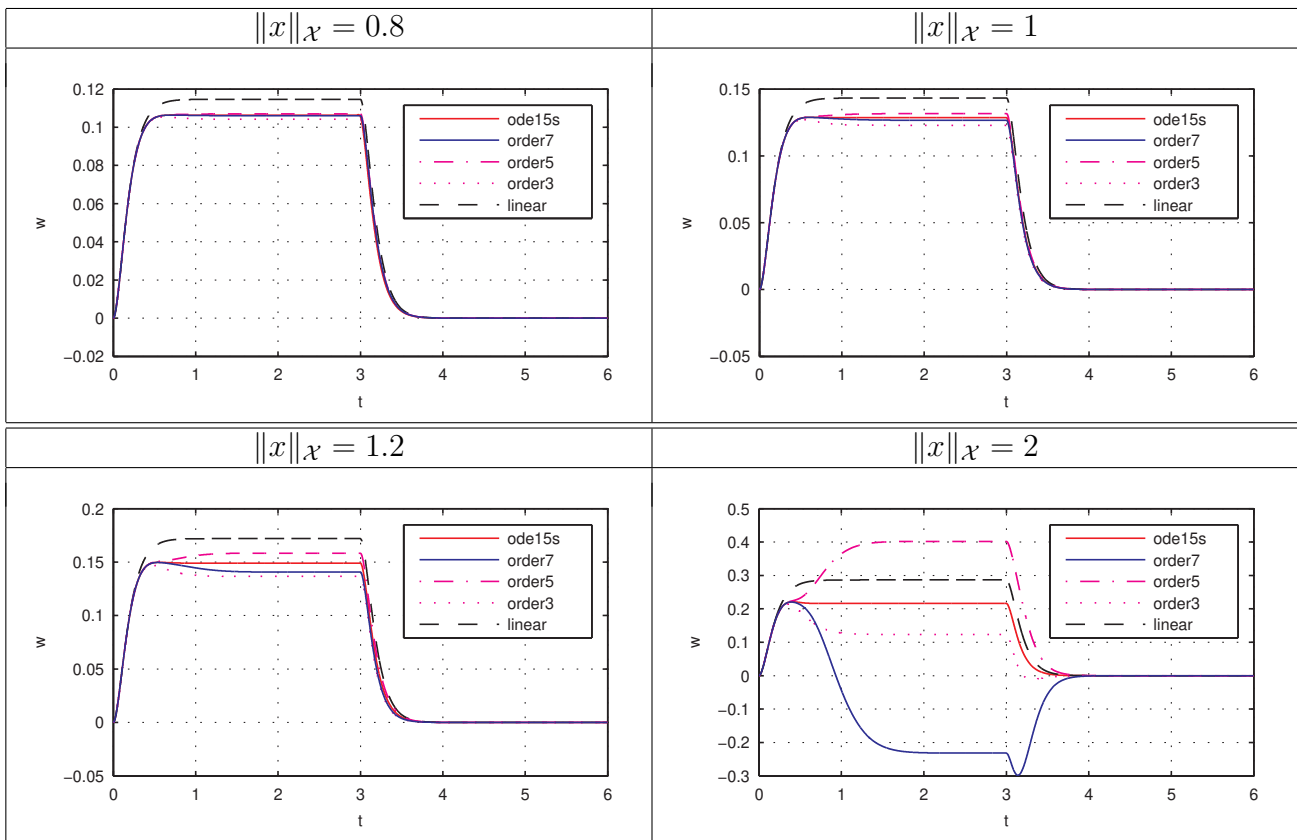 ‖x‖𝒳 = 0.8
‖x‖𝒳 = 1
0.12
0.1
0.08
0.06
0.04
0.02
0
−0.02
w
0
1
2
3
4
5
6
t
ode15s
order7
order5
order3
linear
0.15
0.1
0.05
0
−0.05
w
0
1
2
3
4
5
6
t
ode15s
order7
order5
order3
linear
‖x‖𝒳 = 1.2
‖x‖𝒳 = 2
0.2
0.15
0.1
0.05
0
−0.05
w
0
1
2
3
4
5
6
t
ode15s
order7
order5
order3
linear
0.5
0.4
0.3
0.2
0.1
0
−0.1
−0.2
−0.3
w
0
1
2
3
4
5
6
t
ode15s
order7
order5
order3
linear